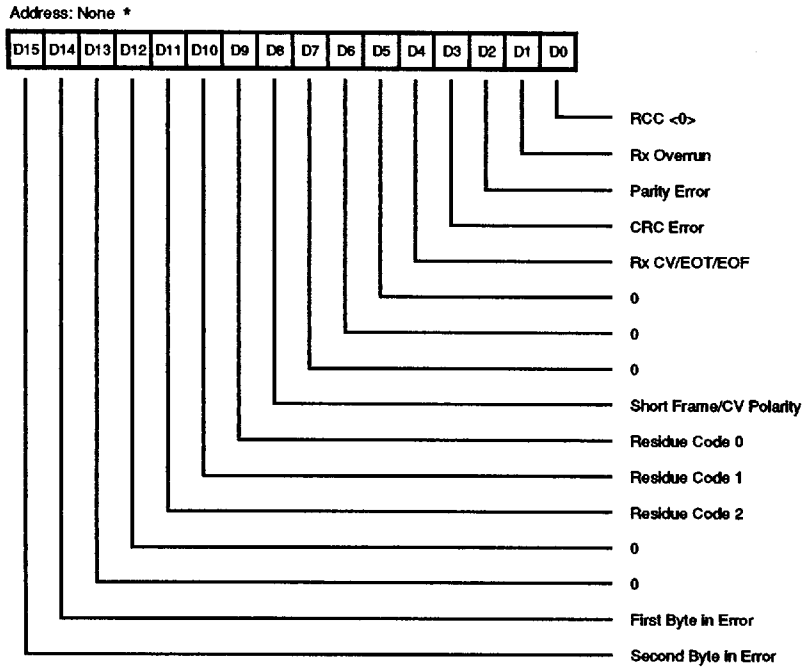 Address: None *
D15 D14 D13 D12 D11 D10 D9 D8 D7 D6 D5 D4 D3 D2 D1 D0
RCC <0>
Rx Overrun
Parity Error
CRC Error
Rx CV/EOT/EOF
0
0
0
Short Frame/CV Polarity
Residue Code 0
Residue Code 1
Residue Code 2
0
0
First Byte in Error
Second Byte in Error